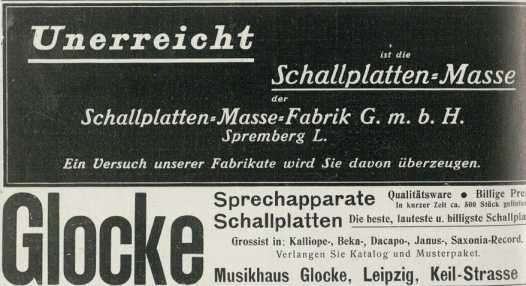 Unerreicht
ist die
Schallplatten=Masse
der
Schallplatten=Masse=Fabrik G. m. b. H.
Spremberg L.
Ein Versuch unserer Fabrikate wird Sie davon überzeugen.
Glocke
Sprechapparate Qualitätsware • Billige
In kurzer Zeit ca. 500 Stück
Schallplatten Die beste, lauteste u. billigste
Grossist in: Kalliope-, Beka-, Dacapo-, Janus-, Saxonia-Record.
Verlangen Sie Katalog und Musterpaket.
Musikhaus Glocke, Leipzig, Keil-Strasse